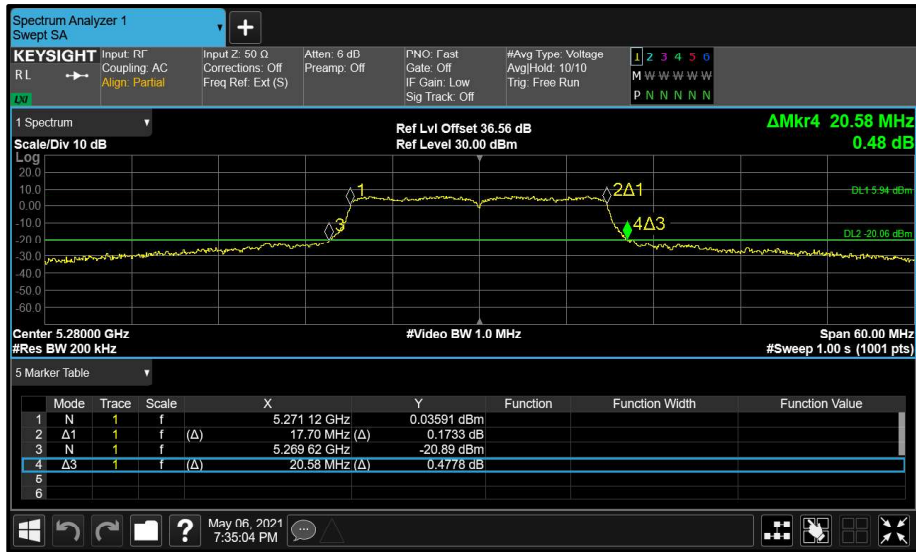 Spectrum Analyzer 1
Swept SA
+
KEYSIGHT Input: RF Input Z: 50 Ω Atten: 6 dB PNO: Fast #Avg Type: Voltage 1 2 3 4 5 6
RL Coupling: AC Corrections: Off Preamp: Off Gate: Off Avg|Hold: 10/10 M W W W W W
Align: Partial Freq Ref: Ext (S) IF Gain: Low Trig: Free Run
LXI Sig Track: Off P N N N N N
1 Spectrum Ref Lvl Offset 36.56 dB ΔMkr4 20.58 MHz
Scale/Div 10 dB Ref Level 30.00 dBm 0.48 dB
Log
20.0
10.0 1 2Δ1 DL1 5.94 dBm
0.00
-10.0 3 4Δ3
-20.0 DL2 -20.06 dBm
-30.0
-40.0
-50.0
-60.0
Center 5.28000 GHz #Video BW 1.0 MHz Span 60.00 MHz
#Res BW 200 kHz #Sweep 1.00 s (1001 pts)
5 Marker Table
Mode Trace Scale X Y Function Function Width Function Value
1 N 1 f 5.271 12 GHz 0.03591 dBm
2 Δ1 1 f (Δ) 17.70 MHz (Δ) 0.1733 dB
3 N 1 f 5.269 62 GHz -20.89 dBm
4 Δ3 1 f (Δ) 20.58 MHz (Δ) 0.4778 dB
5
6
? May 06, 2021
7:35:04 PM